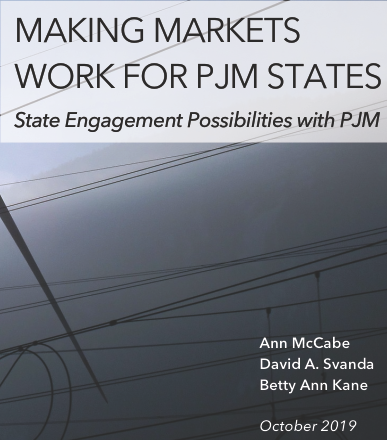 MAKING MARKETS
WORK FOR PJM STATES
State Engagement Possibilities with PJM
Ann McCabe
David A. Svanda
Betty Ann Kane
October 2019